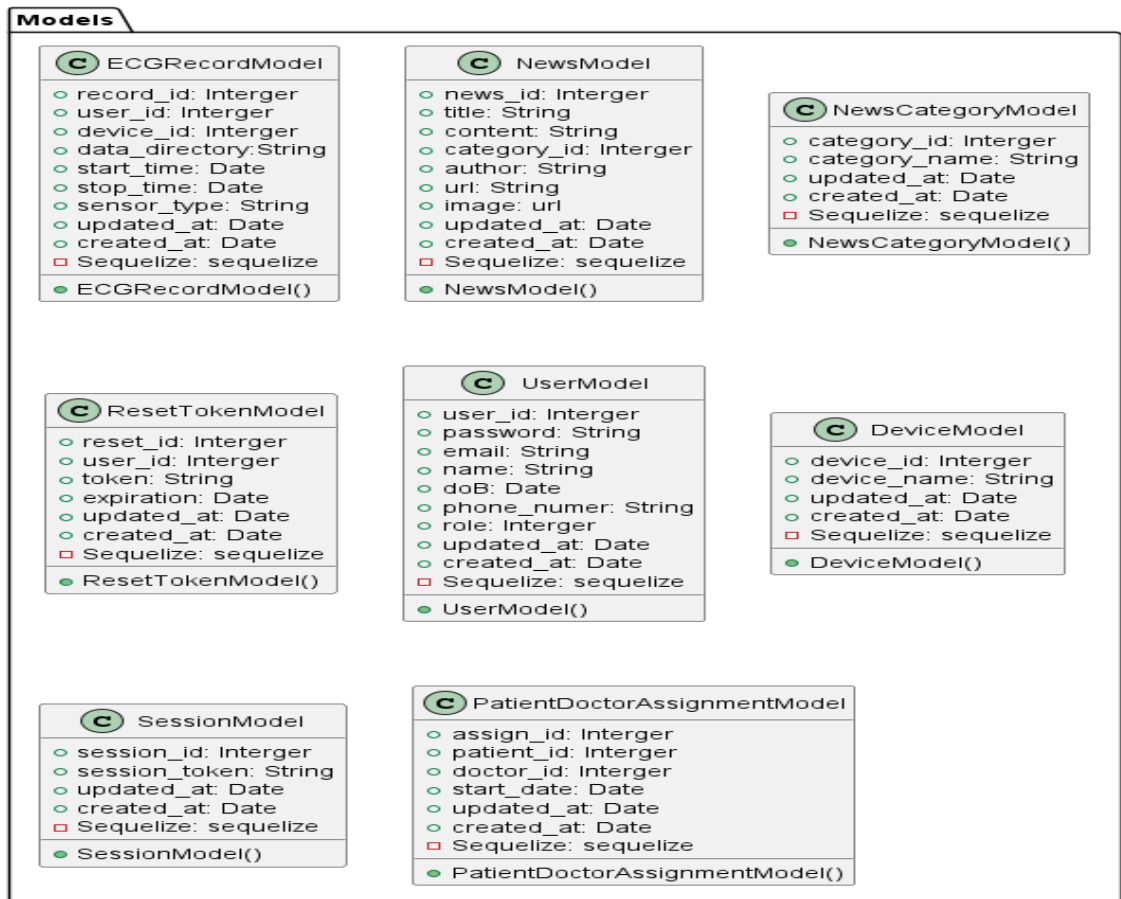 Models
C ECGRecordModel
record_id: Interger
user_id: Interger
device_id: Interger
data_directory:String
start_time: Date
stop_time: Date
sensor_type: String
updated_at: Date
created_at: Date
Sequelize: sequelize
ECGRecordModel()
C NewsModel
news_id: Interger
title: String
content: String
category_id: Interger
author: String
url: String
image: url
updated_at: Date
created_at: Date
Sequelize: sequelize
NewsModel()
C NewsCategoryModel
category_id: Interger
category_name: String
updated_at: Date
created_at: Date
Sequelize: sequelize
NewsCategoryModel()
C ResetTokenModel
reset_id: Interger
user_id: Interger
token: String
expiration: Date
updated_at: Date
created_at: Date
Sequelize: sequelize
ResetTokenModel()
C UserModel
user_id: Interger
password: String
email: String
name: String
doB: Date
phone_numer: String
role: Interger
updated_at: Date
created_at: Date
Sequelize: sequelize
UserModel()
C DeviceModel
device_id: Interger
device_name: String
updated_at: Date
created_at: Date
Sequelize: sequelize
DeviceModel()
C SessionModel
session_id: Interger
session_token: String
updated_at: Date
created_at: Date
Sequelize: sequelize
SessionModel()
C PatientDoctorAssignmentModel
assign_id: Interger
patient_id: Interger
doctor_id: Interger
start_date: Date
updated_at: Date
created_at: Date
Sequelize: sequelize
PatientDoctorAssignmentModel()